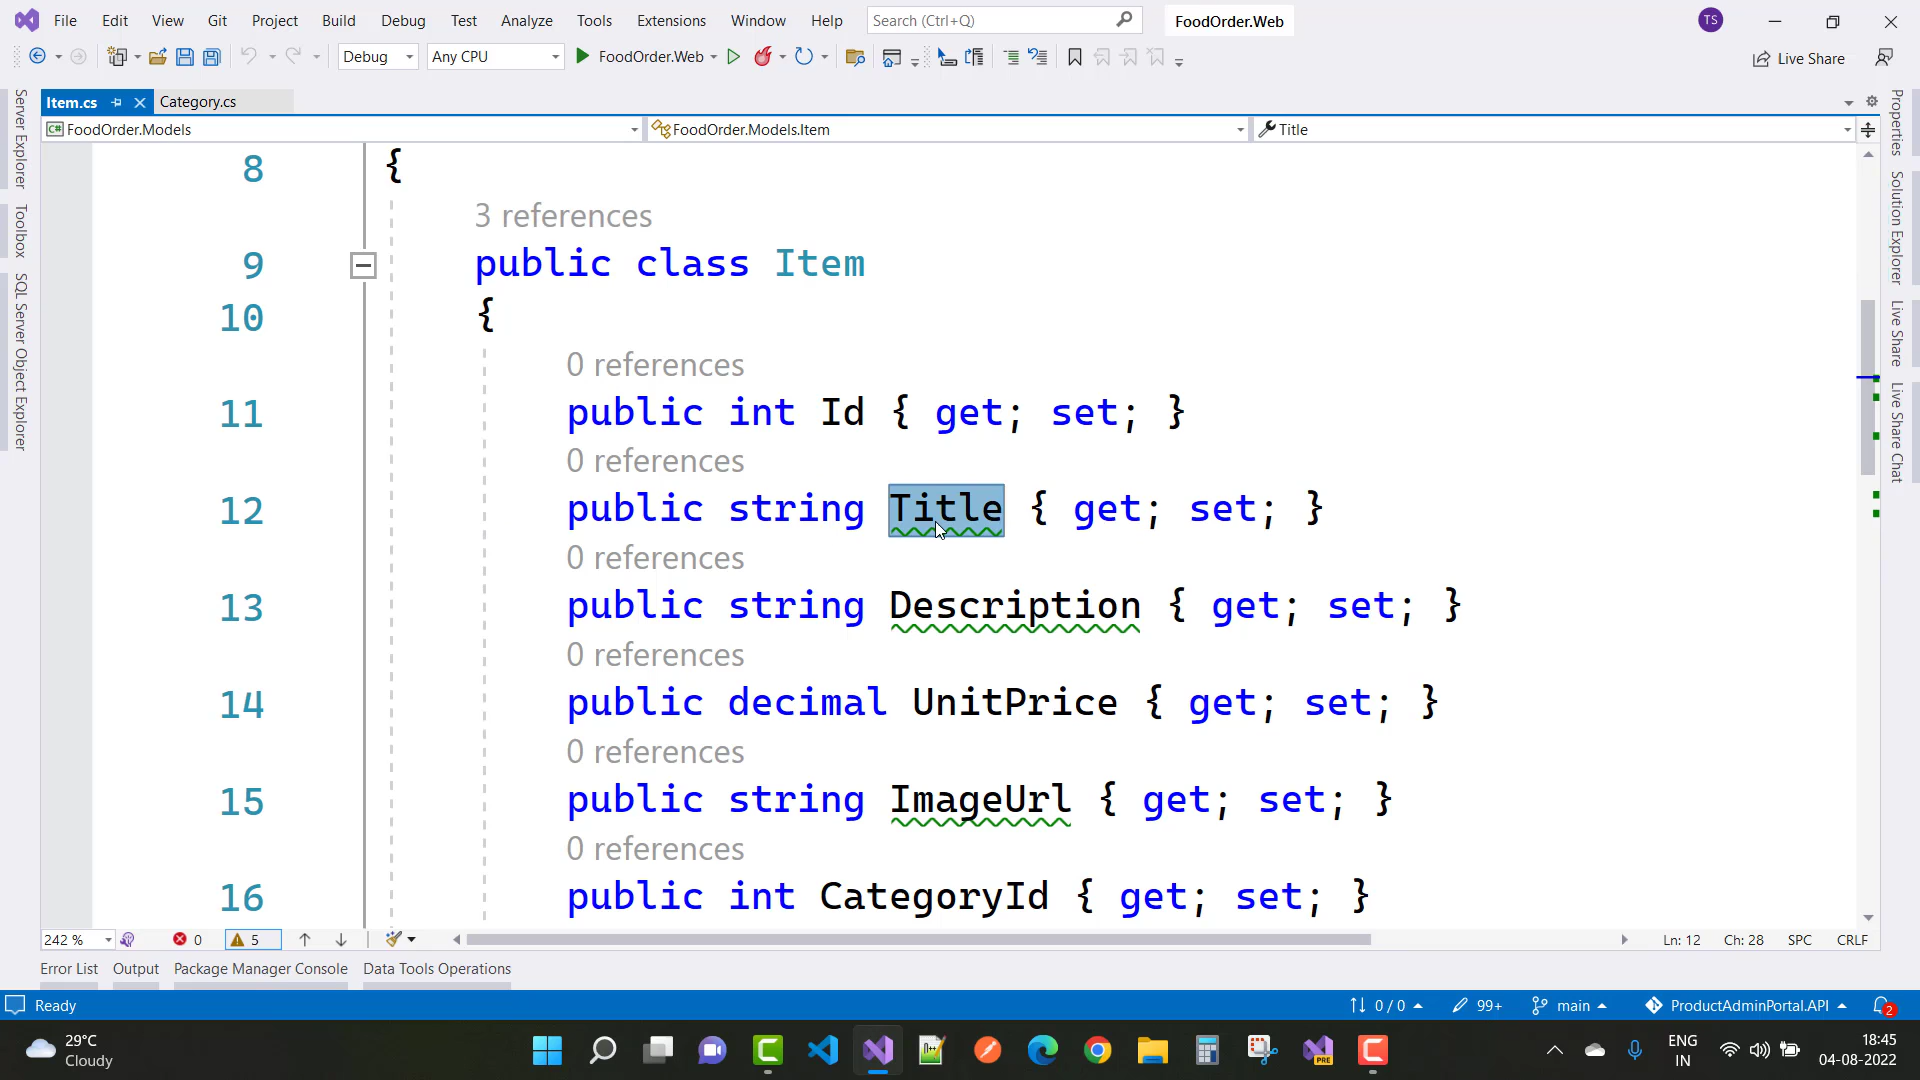 File Edit View Git Project Build Debug Test Analyze Tools Extensions Window Help Search (Ctrl+Q) FoodOrder.Web TS
Debug Any CPU FoodOrder.Web Live Share
Item.cs Category.cs
FoodOrder.Models FoodOrder.Models.Item Title
Server Explorer
Toolbox
SQL Server Object Explorer
8 {
3 references
9 public class Item
10 {
0 references
11 public int Id { get; set; }
0 references
12 public string Title { get; set; }
0 references
13 public string Description { get; set; }
0 references
14 public decimal UnitPrice { get; set; }
0 references
15 public string ImageUrl { get; set; }
0 references
16 public int CategoryId { get; set; }
Properties
Solution Explorer
Live Share
Live Share Chat
242 % 0 5 Ln: 12 Ch: 28 SPC CRLF
Error List Output Package Manager Console Data Tools Operations
Ready 0 / 0 99+ main ProductAdminPortal.API 2
29°C
Cloudy
PRE
ENG
IN
18:45
04-08-2022